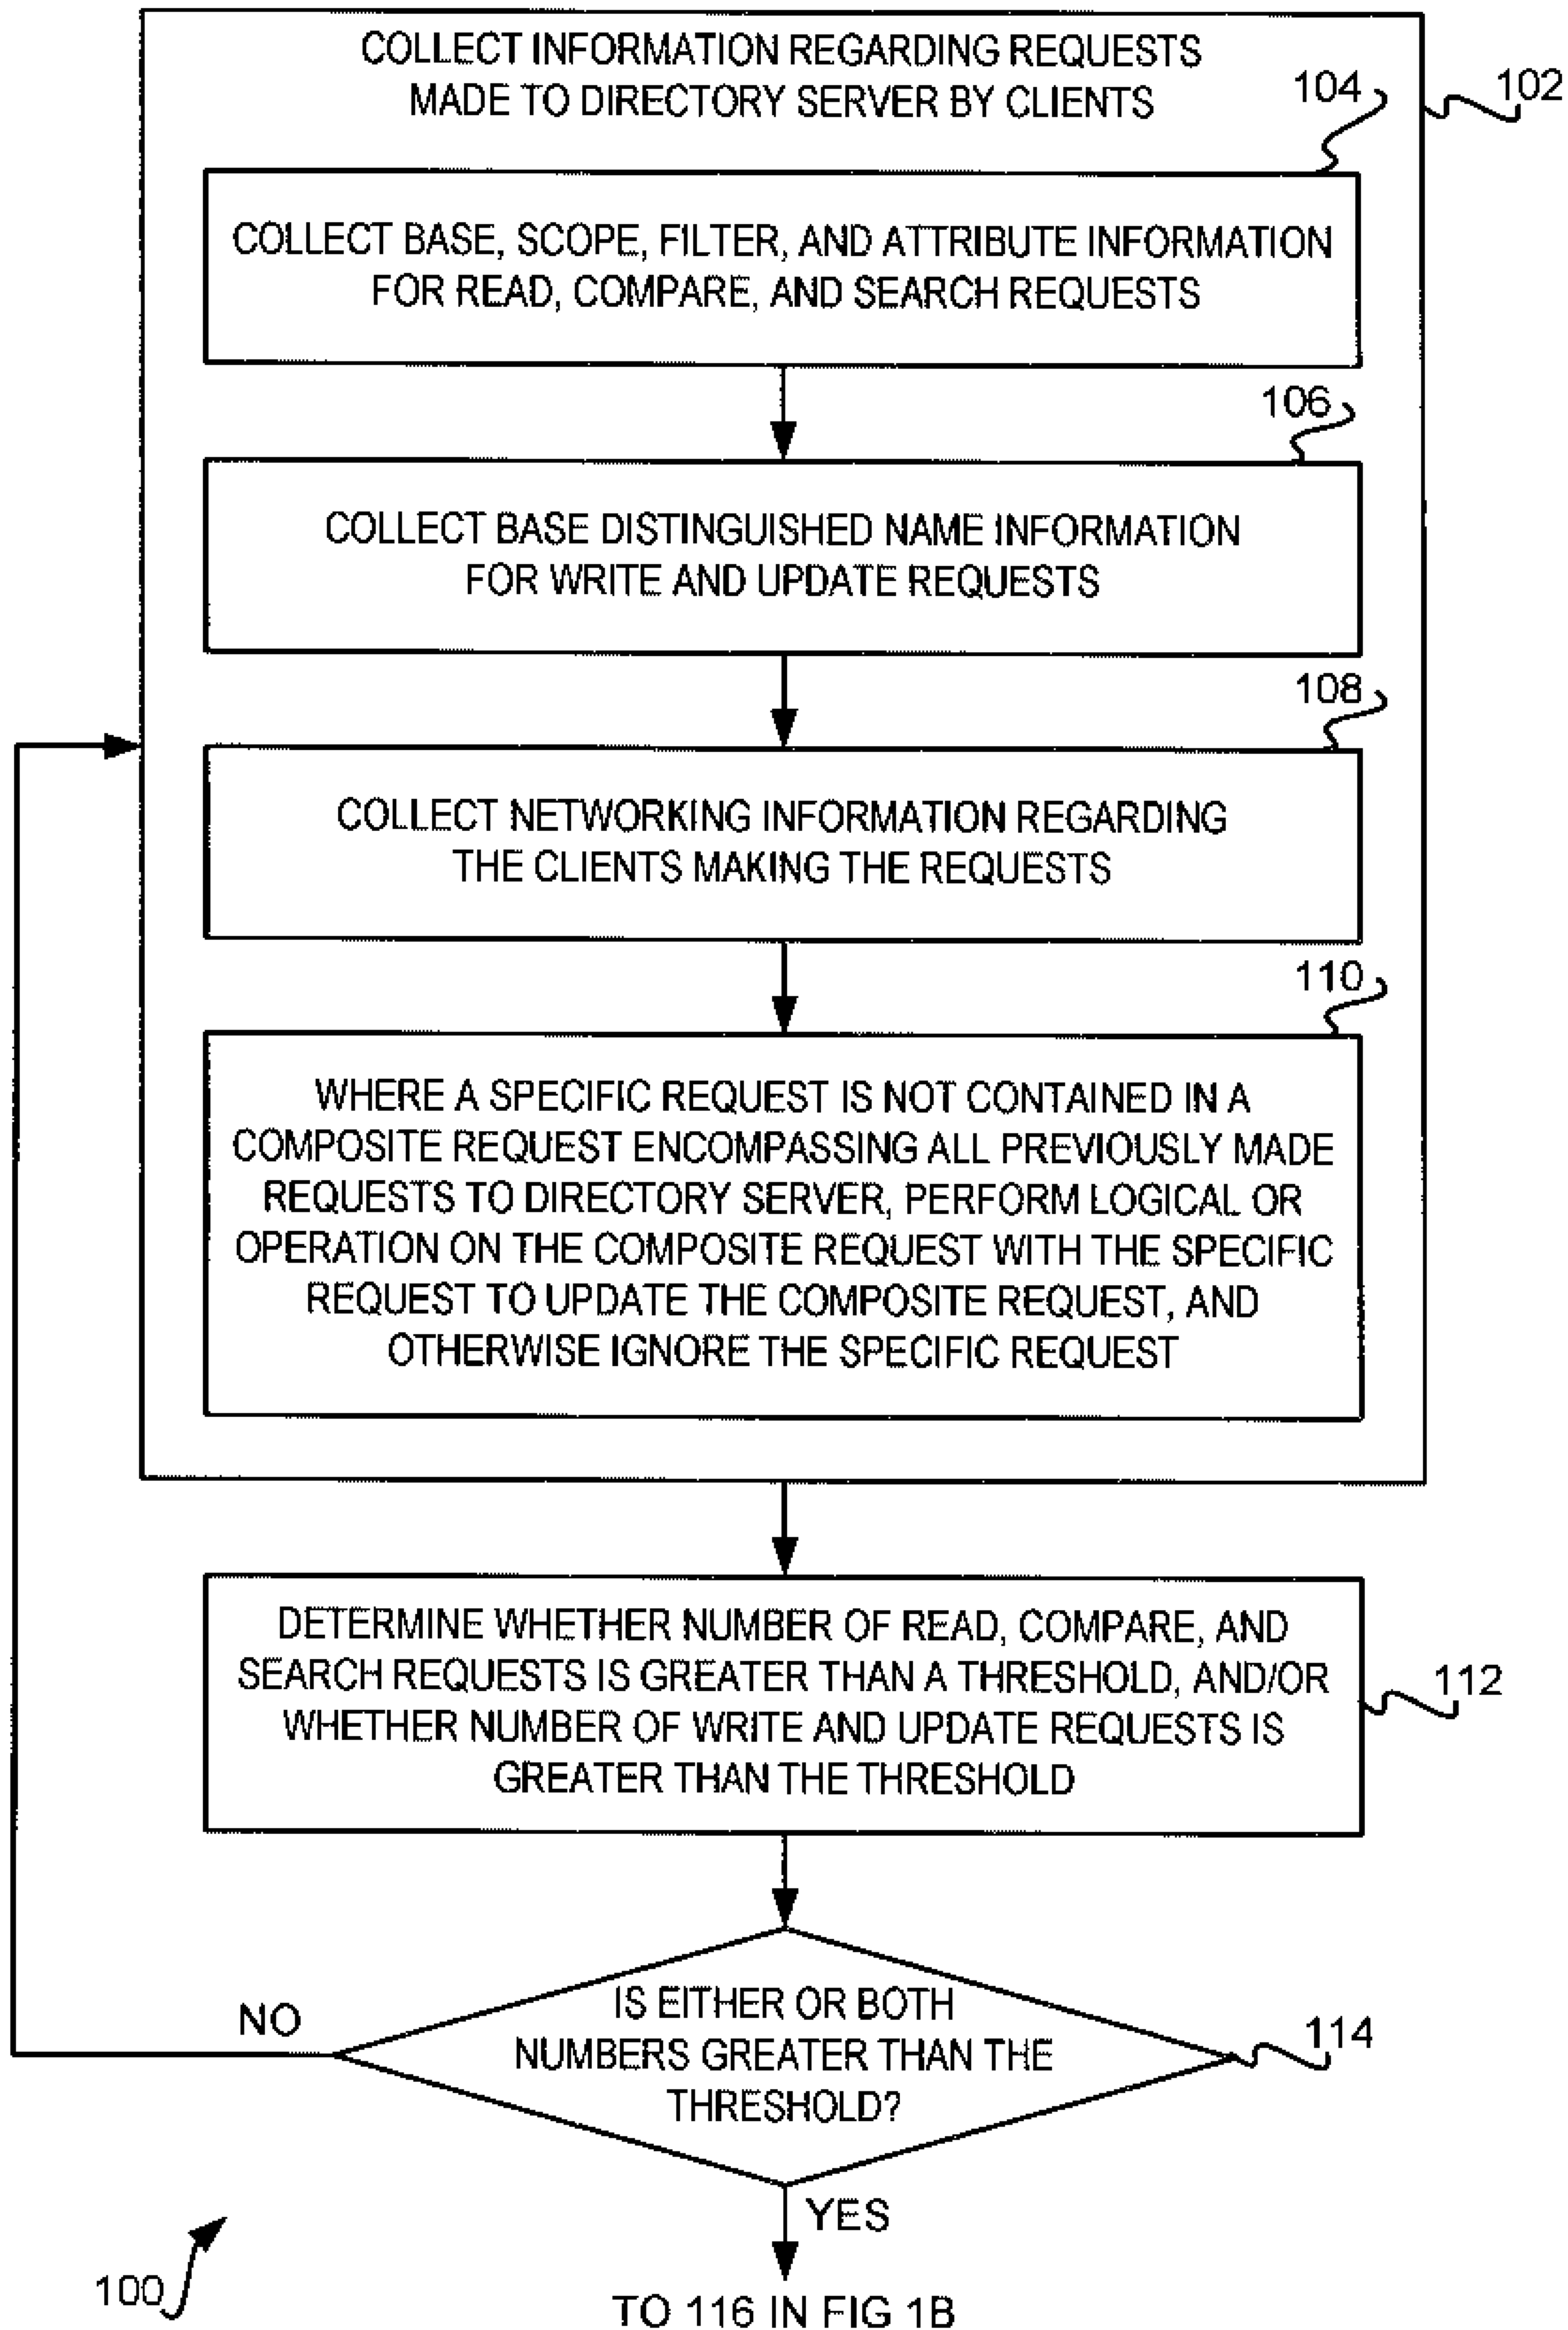 COLLECT INFORMATION REGARDING REQUESTS
MADE TO DIRECTORY SERVER BY CLIENTS
104
102
COLLECT BASE, SCOPE, FILTER, AND ATTRIBUTE INFORMATION
FOR READ, COMPARE, AND SEARCH REQUESTS
106
COLLECT BASE DISTINGUISHED NAME INFORMATION
FOR WRITE AND UPDATE REQUESTS
108
COLLECT NETWORKING INFORMATION REGARDING
THE CLIENTS MAKING THE REQUESTS
110
WHERE A SPECIFIC REQUEST IS NOT CONTAINED IN A
COMPOSITE REQUEST ENCOMPASSING ALL PREVIOUSLY MADE
REQUESTS TO DIRECTORY SERVER, PERFORM LOGICAL OR
OPERATION ON THE COMPOSITE REQUEST WITH THE SPECIFIC
REQUEST TO UPDATE THE COMPOSITE REQUEST, AND
OTHERWISE IGNORE THE SPECIFIC REQUEST
DETERMINE WHETHER NUMBER OF READ, COMPARE, AND
SEARCH REQUESTS IS GREATER THAN A THRESHOLD, AND/OR
WHETHER NUMBER OF WRITE AND UPDATE REQUESTS IS
GREATER THAN THE THRESHOLD
112
IS EITHER OR BOTH
NUMBERS GREATER THAN THE
THRESHOLD?
NO
114
YES
100
TO 116 IN FIG 1B